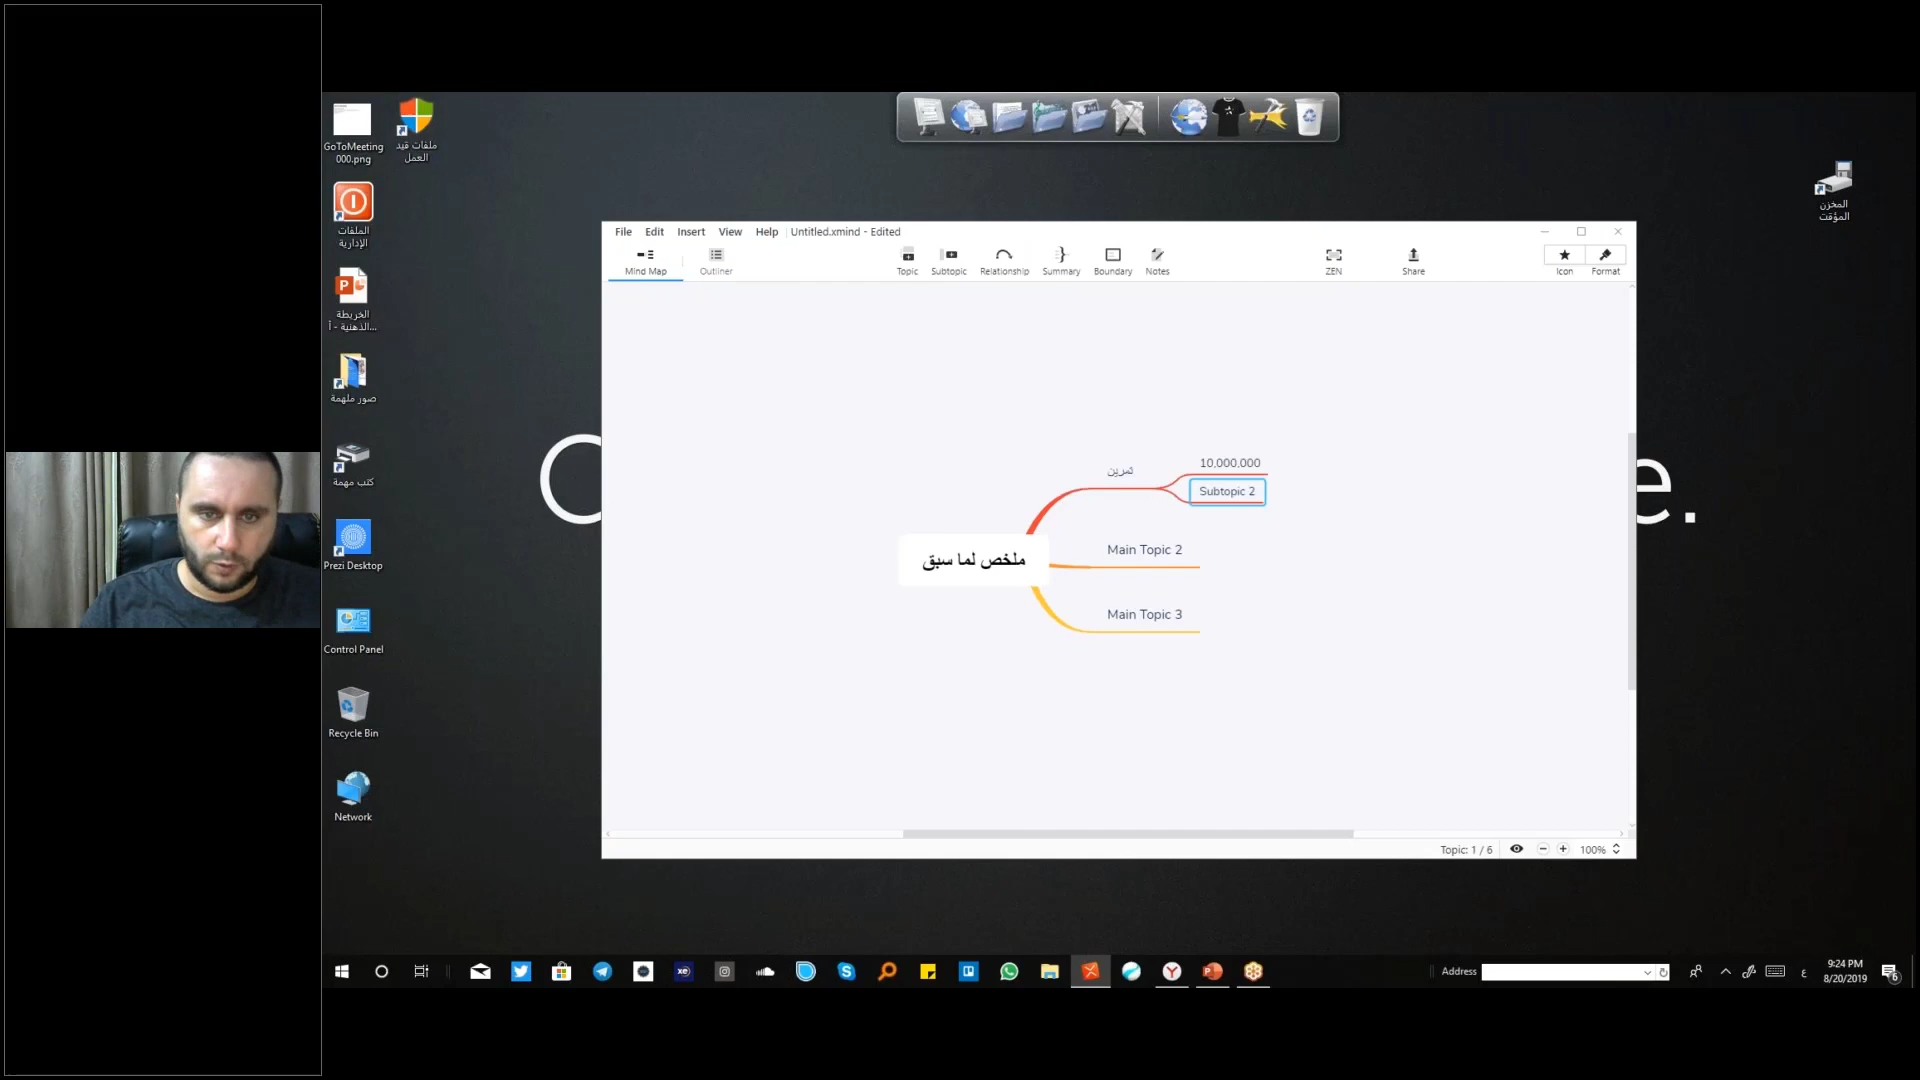 GoToMeeting
000.png
ملفات قيد
العمل
الملفات
الإدارية
الخريطة
الذهنية - أ...
صور ملهمة
كتب مهمة
Prezi Desktop
Control Panel
Recycle Bin
Network
المخزن
المؤقت
C
e.
File Edit Insert View Help Untitled.xmind - Edited
Mind Map Outliner Topic Subtopic Relationship Summary Boundary Notes ZEN Share Icon Format
تمرين
10,000,000
Subtopic 2
ملخص لما سبق
Main Topic 2
Main Topic 3
Topic: 1 / 6 100%
Address
ع
9:24 PM
8/20/2019
6